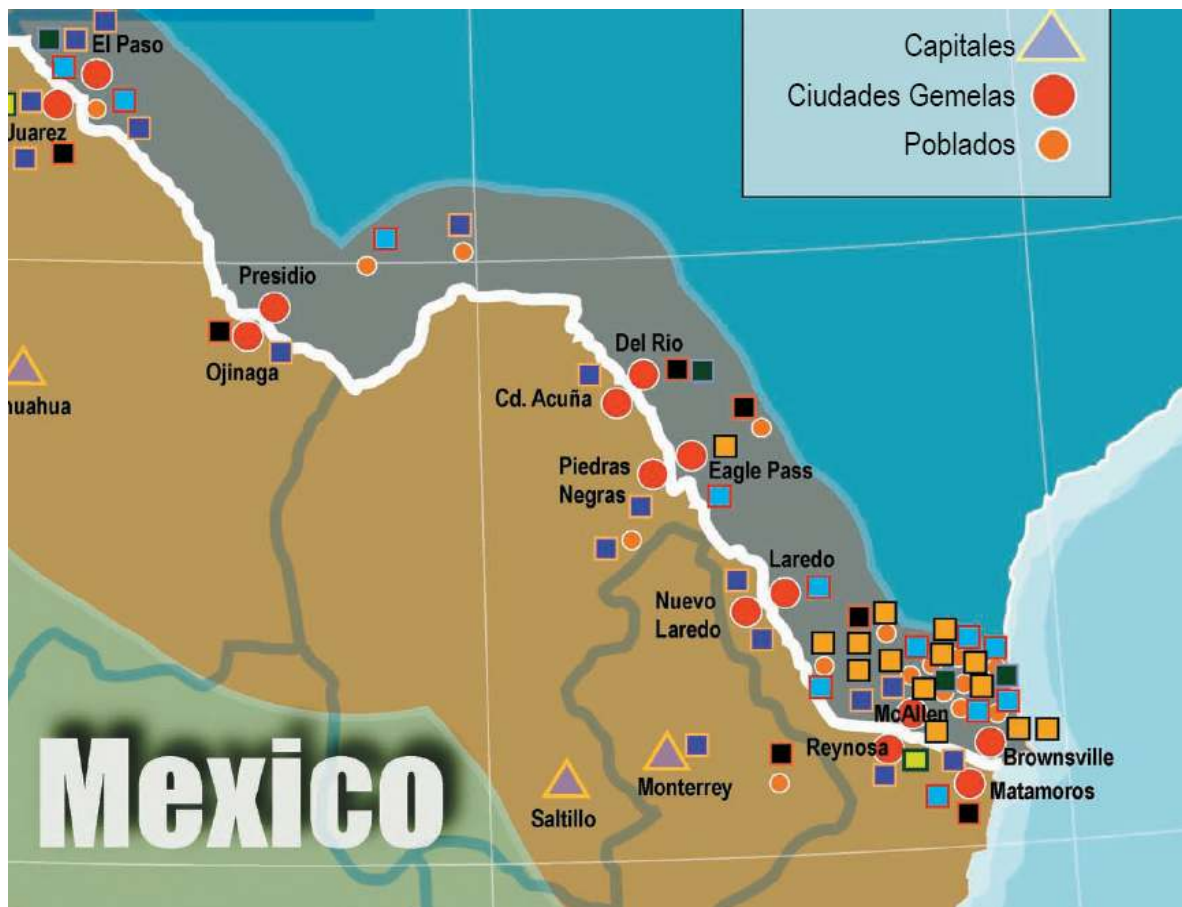 Capitales
Ciudades Gemelas
Poblados
El Paso
Juarez
Presidio
Ojinaga
huahua
Del Rio
Cd. Acuña
Eagle Pass
Piedras
Negras
Laredo
Nuevo
Laredo
McAllen
Reynosa
Brownsville
Matamoros
Monterrey
Saltillo
Mexico